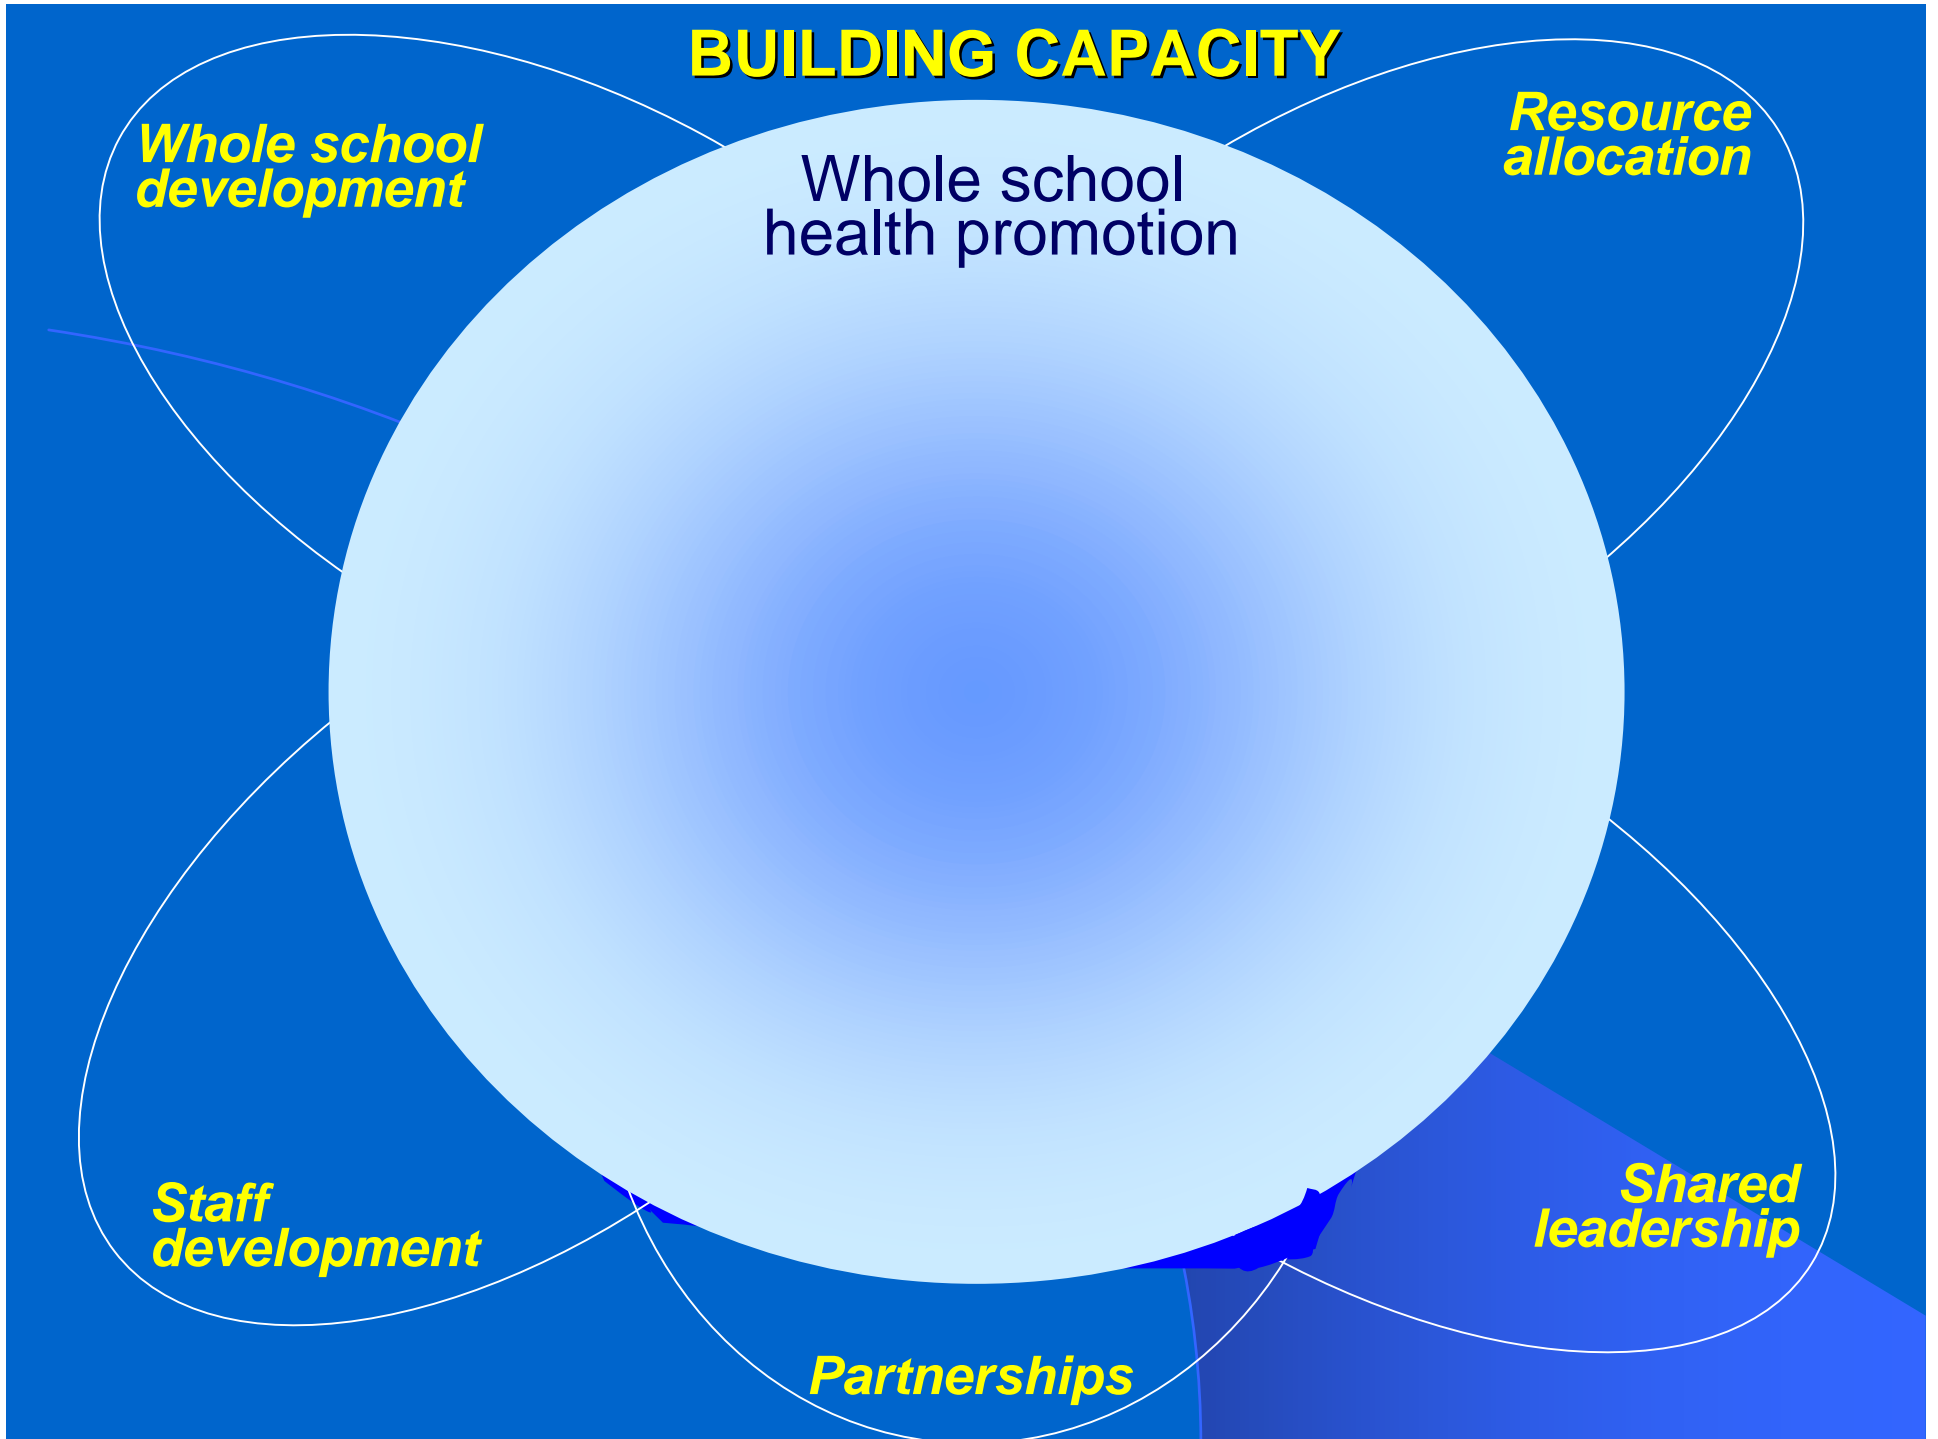 BUILDING CAPACITY
Whole school
development
Resource
allocation
Whole school
health promotion
Staff
development
Shared
leadership
Partnerships